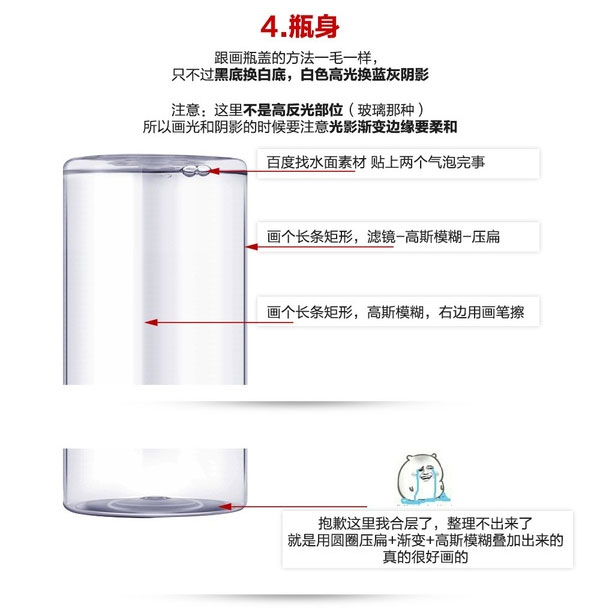 4.瓶身
跟画瓶盖的方法一毛一样，
只不过黑底换白底，白色高光换蓝灰阴影
注意：这里不是高反光部位（玻璃那种）
所以画光和阴影的时候要注意光影渐变边缘要柔和
百度找水面素材 贴上两个气泡完事
画个长条矩形，滤镜-高斯模糊-压扁
画个长条矩形，高斯模糊，右边用画笔擦
抱歉这里我合层了，整理不出来了
就是用圆圈压扁+渐变+高斯模糊叠加出来的
真的很好画的